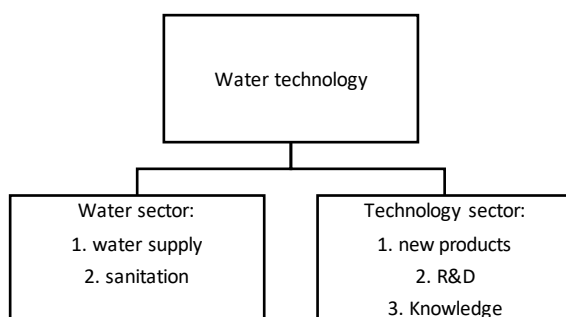 Water technology
Water sector:
1. water supply
2. sanitation
Technology sector:
1. new products
2. R&D
3. Knowledge